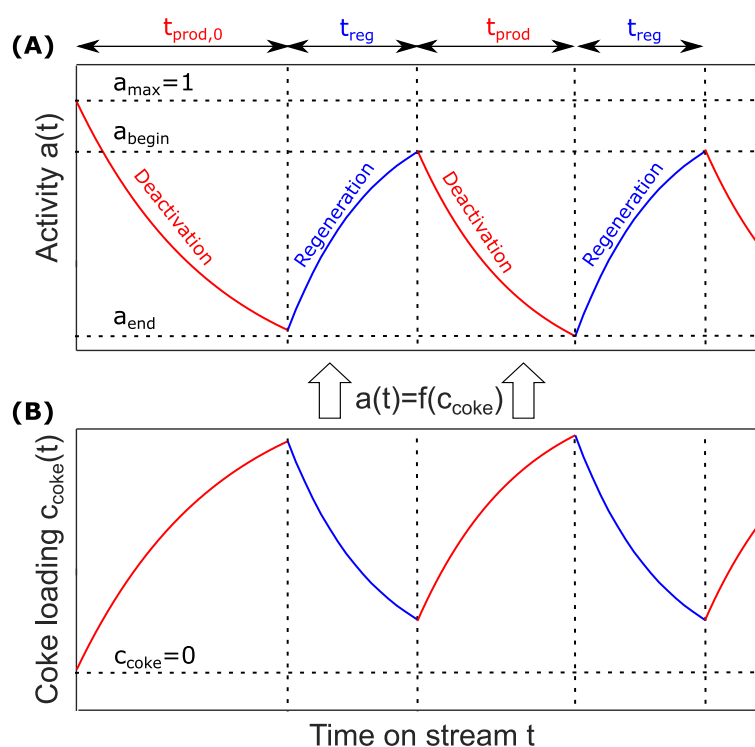 (A)
t_prod,0 t_reg t_prod t_reg
a_max=1
a_begin
a_end
Activity a(t)
Deactivation
Regeneration
Deactivation
Regeneration
a(t)=f(c_coke)
(B)
Coke loading c_coke(t)
c_coke=0
Time on stream t